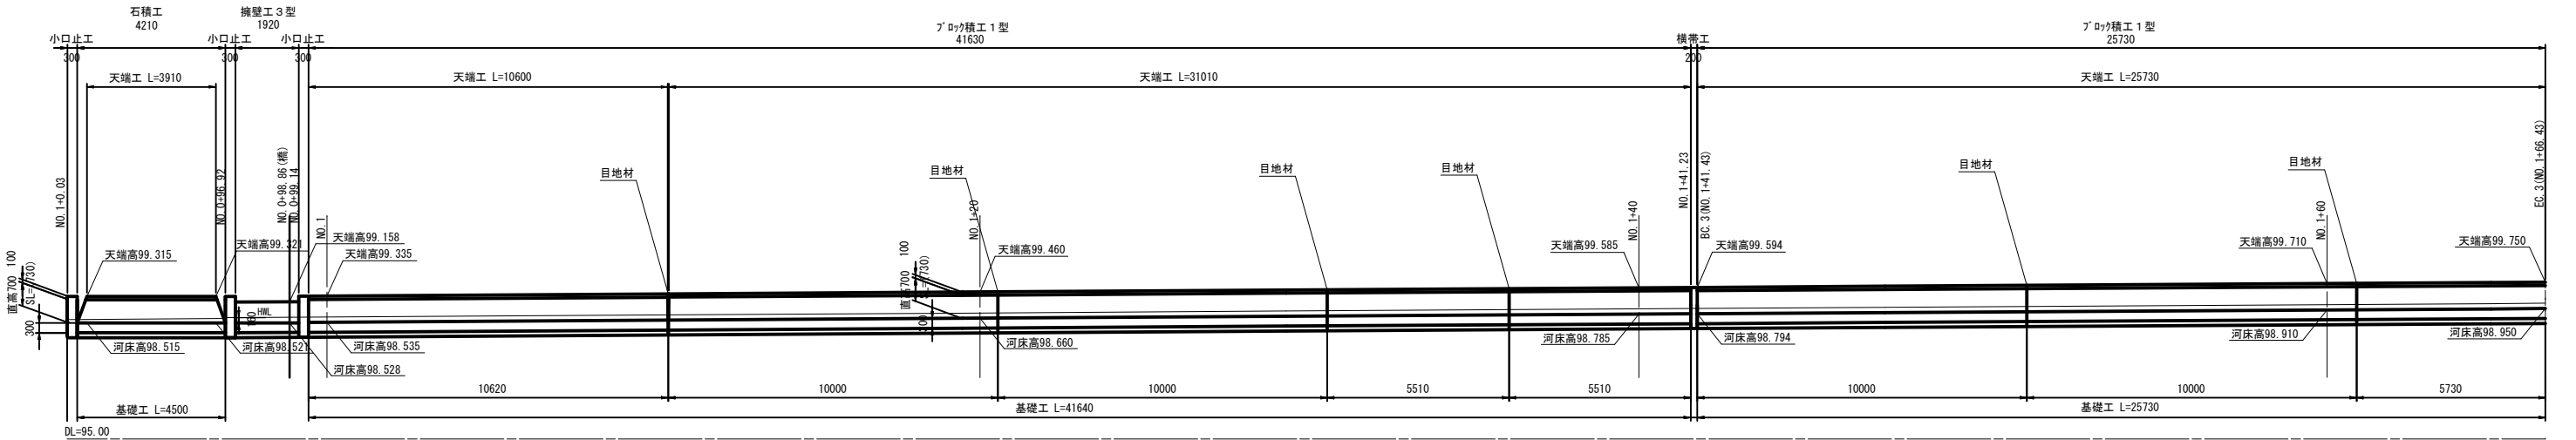 石積工
4210
擁壁工３型
1920
ﾌﾞﾛｯｸ積工１型
41630
ﾌﾞﾛｯｸ積工１型
25730
小口止工
小口止工
小口止工
横帯工
300
300
300
200
天端工 L=3910
天端工 L=10600
天端工 L=31010
天端工 L=25730
NO.1+0.03
NO.0+96.92
NO.0+98.86(橋)
NO.0+99.14
NO.1
NO.1+20
NO.1+40
NO.1+41.23
BC.3(NO.1+41.43)
NO.1+60
EC.3(NO.1+66.43)
目地材
目地材
目地材
目地材
目地材
目地材
天端高99.315
天端高99.321
天端高99.158
天端高99.335
天端高99.460
天端高99.585
天端高99.594
天端高99.710
天端高99.750
100
直高700
300
HWL
100
直高700
河床高98.515
河床高98.521
河床高98.528
河床高98.535
河床高98.660
河床高98.785
河床高98.794
河床高98.910
河床高98.950
10620
10000
10000
5510
5510
10000
10000
5730
基礎工 L=4500
基礎工 L=41640
基礎工 L=25730
DL=95.00